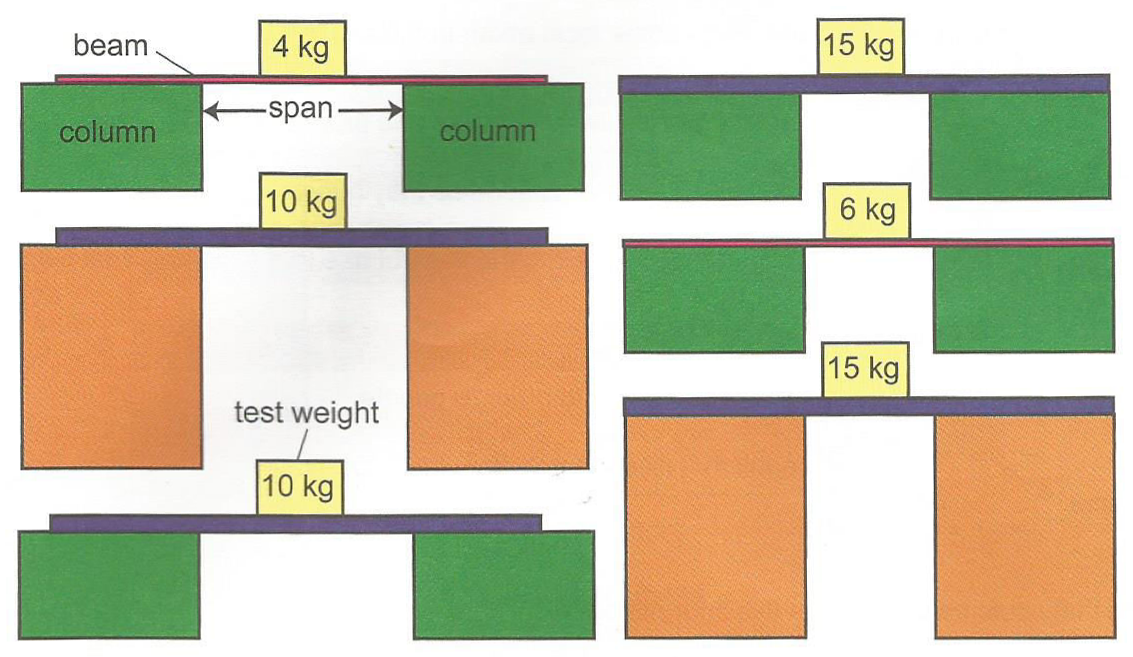 beam
4 kg
span
column
column
10 kg
test weight
10 kg
15 kg
6 kg
15 kg